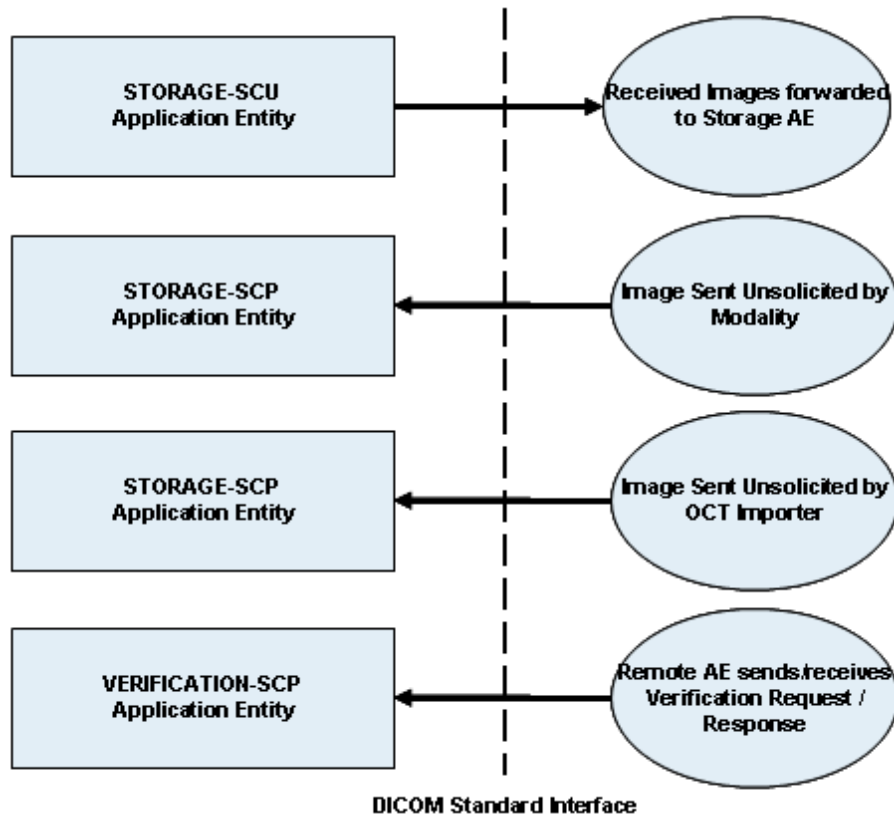 STORAGE-SCU
Application Entity
Received Images forwarded
to Storage AE
STORAGE-SCP
Application Entity
Image Sent Unsolicited by
Modality
STORAGE-SCP
Application Entity
Image Sent Unsolicited by
OCT Importer
VERIFICATION-SCP
Application Entity
Remote AE sends/receives
Verification Request /
Response
DICOM Standard Interface